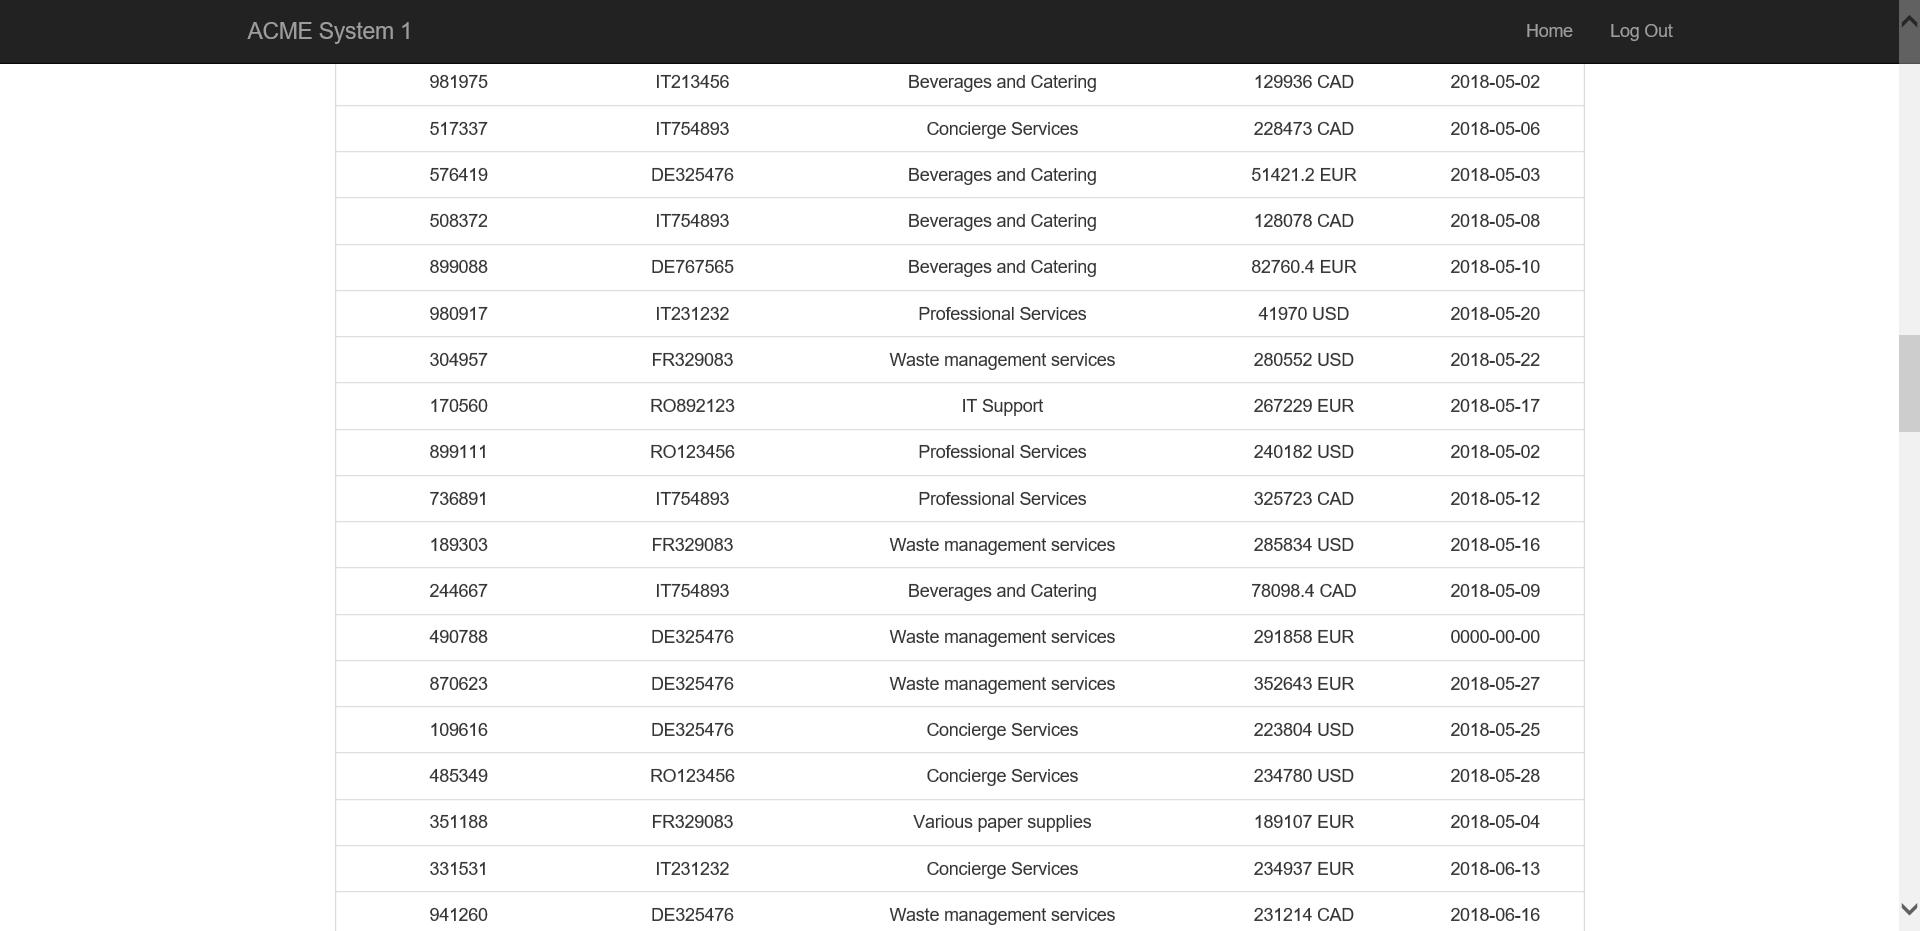 ACME System 1 Home Log Out
981975 IT213456 Beverages and Catering 129936 CAD 2018-05-02
517337 IT754893 Concierge Services 228473 CAD 2018-05-06
576419 DE325476 Beverages and Catering 51421.2 EUR 2018-05-03
508372 IT754893 Beverages and Catering 128078 CAD 2018-05-08
899088 DE767565 Beverages and Catering 82760.4 EUR 2018-05-10
980917 IT231232 Professional Services 41970 USD 2018-05-20
304957 FR329083 Waste management services 280552 USD 2018-05-22
170560 RO892123 IT Support 267229 EUR 2018-05-17
899111 RO123456 Professional Services 240182 USD 2018-05-02
736891 IT754893 Professional Services 325723 CAD 2018-05-12
189303 FR329083 Waste management services 285834 USD 2018-05-16
244667 IT754893 Beverages and Catering 78098.4 CAD 2018-05-09
490788 DE325476 Waste management services 291858 EUR 0000-00-00
870623 DE325476 Waste management services 352643 EUR 2018-05-27
109616 DE325476 Concierge Services 223804 USD 2018-05-25
485349 RO123456 Concierge Services 234780 USD 2018-05-28
351188 FR329083 Various paper supplies 189107 EUR 2018-05-04
331531 IT231232 Concierge Services 234937 EUR 2018-06-13
941260 DE325476 Waste management services 231214 CAD 2018-06-16